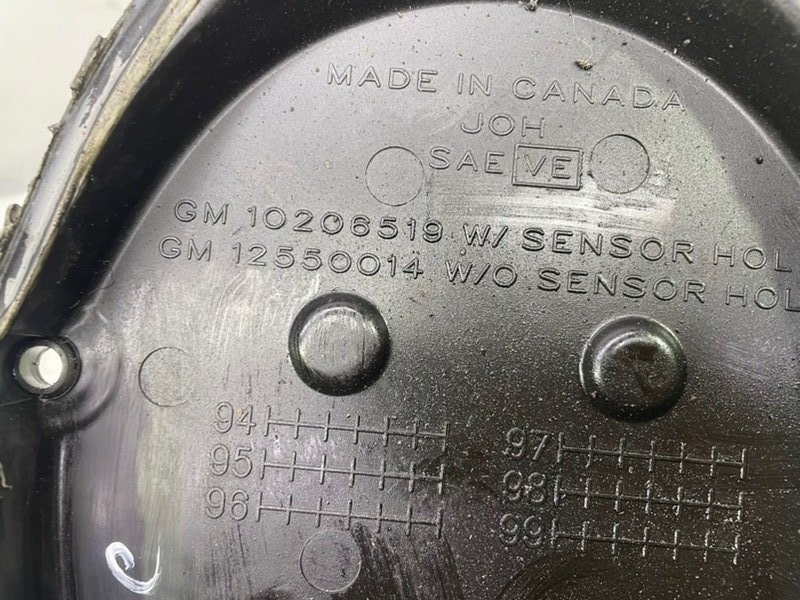 MADE IN CANADA
JOH
SAE VE
GM 10206519 W/ SENSOR HOL
GM 12550014 W/O SENSOR HOL
94
95
96
97
98
99